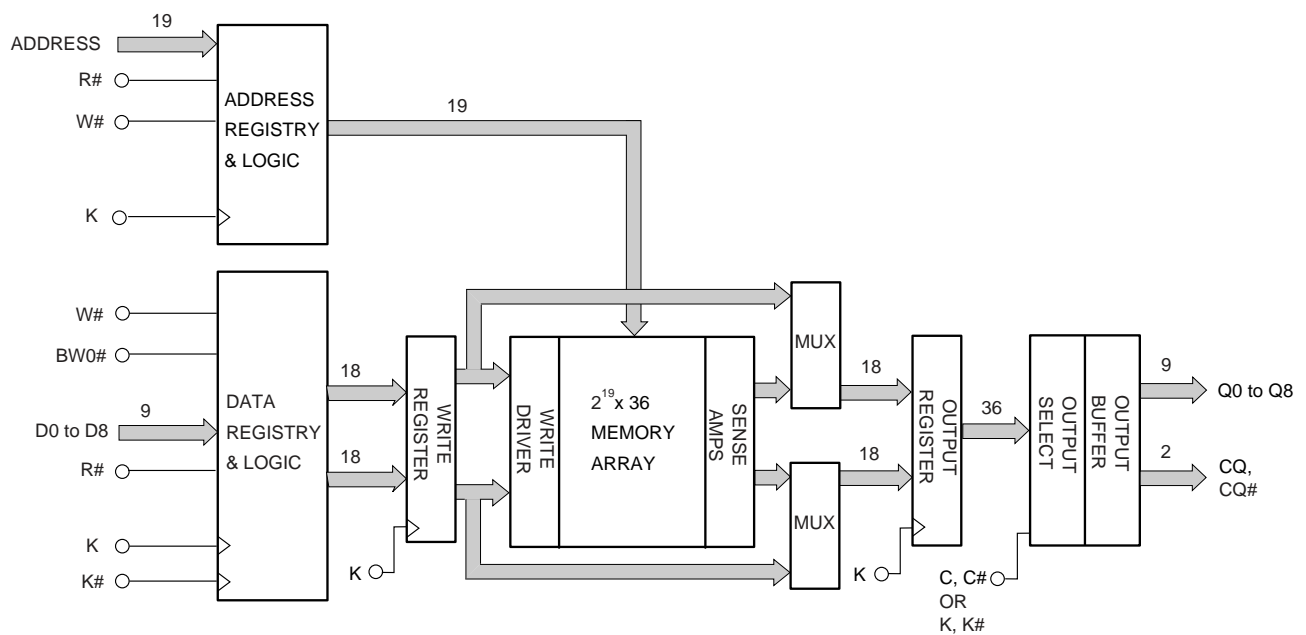 19
ADDRESS
R#
W#
K
ADDRESS
REGISTRY
& LOGIC
19
W#
BW0#
9
D0 to D8
R#
K
K#
DATA
REGISTRY
& LOGIC
18
18
WRITE
REGISTER
K
WRITE
DRIVER
2^19 x 36
MEMORY
ARRAY
SENSE
AMPS
MUX
MUX
18
18
OUTPUT
REGISTER
K
36
OUTPUT
SELECT
OUTPUT
BUFFER
C, C#
OR
K, K#
9
Q0 to Q8
2
CQ,
CQ#